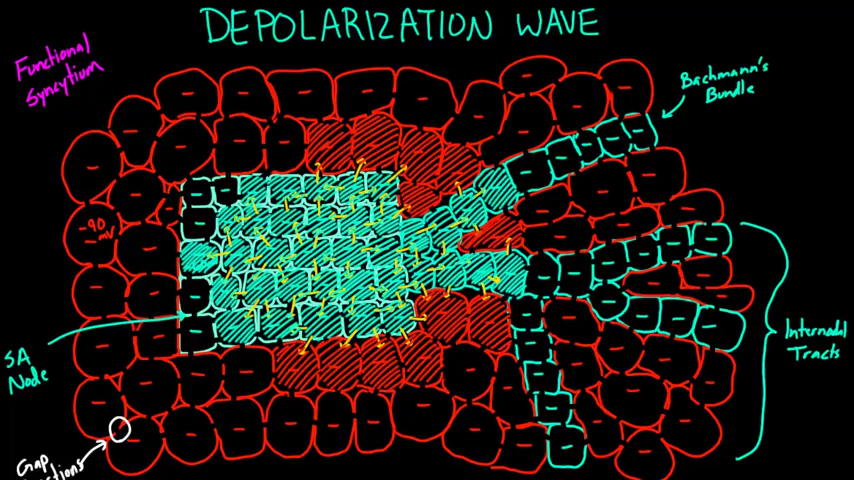 DEPOLARIZATION WAVE
Functional
Syncytium
Bachmann's
Bundle
-90
mV
SA
Node
Internodal
Tracts
Gap